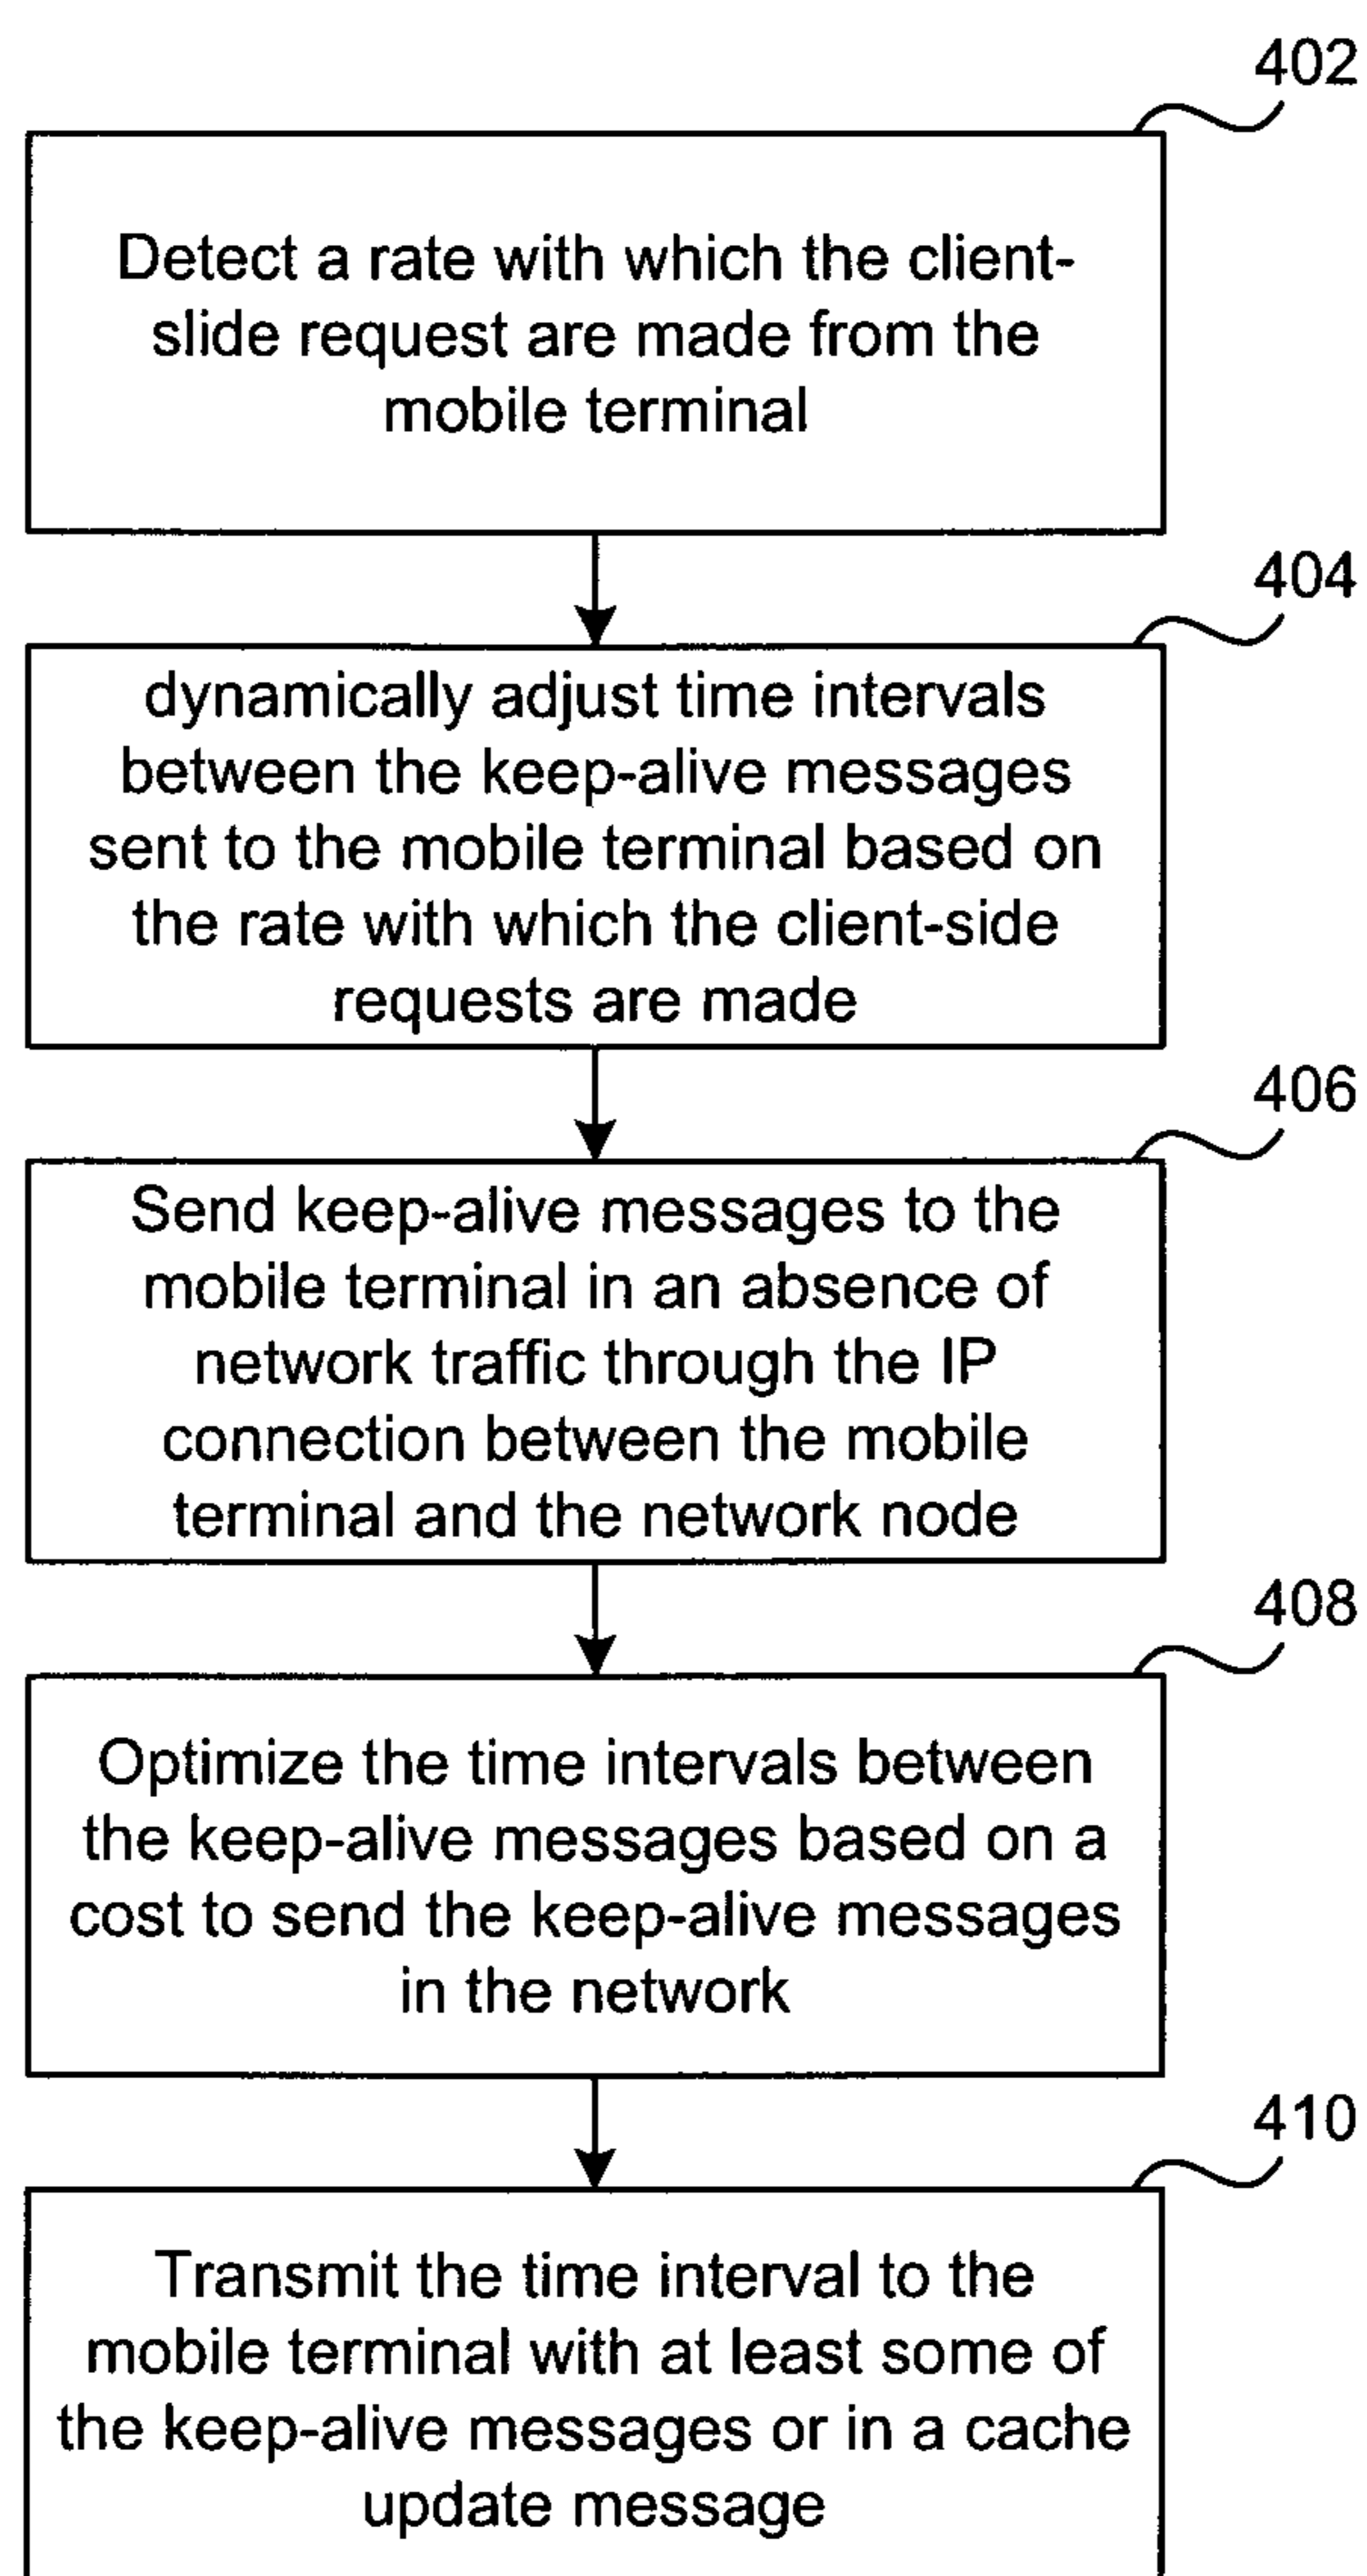 402
Detect a rate with which the client-
slide request are made from the
mobile terminal
404
dynamically adjust time intervals
between the keep-alive messages
sent to the mobile terminal based on
the rate with which the client-side
requests are made
406
Send keep-alive messages to the
mobile terminal in an absence of
network traffic through the IP
connection between the mobile
terminal and the network node
408
Optimize the time intervals between
the keep-alive messages based on a
cost to send the keep-alive messages
in the network
410
Transmit the time interval to the
mobile terminal with at least some of
the keep-alive messages or in a cache
update message